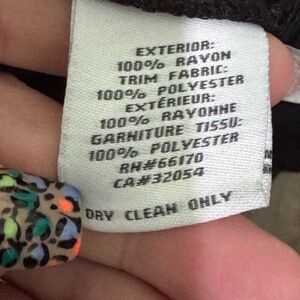 EXTERIOR:
100% RAYON
TRIM FABRIC:
100% POLYESTER
EXTÉRIEUR:
100% RAYONNE
GARNITURE TISSU:
100% POLYESTER
RN#66170
CA#32054
DRY CLEAN ONLY